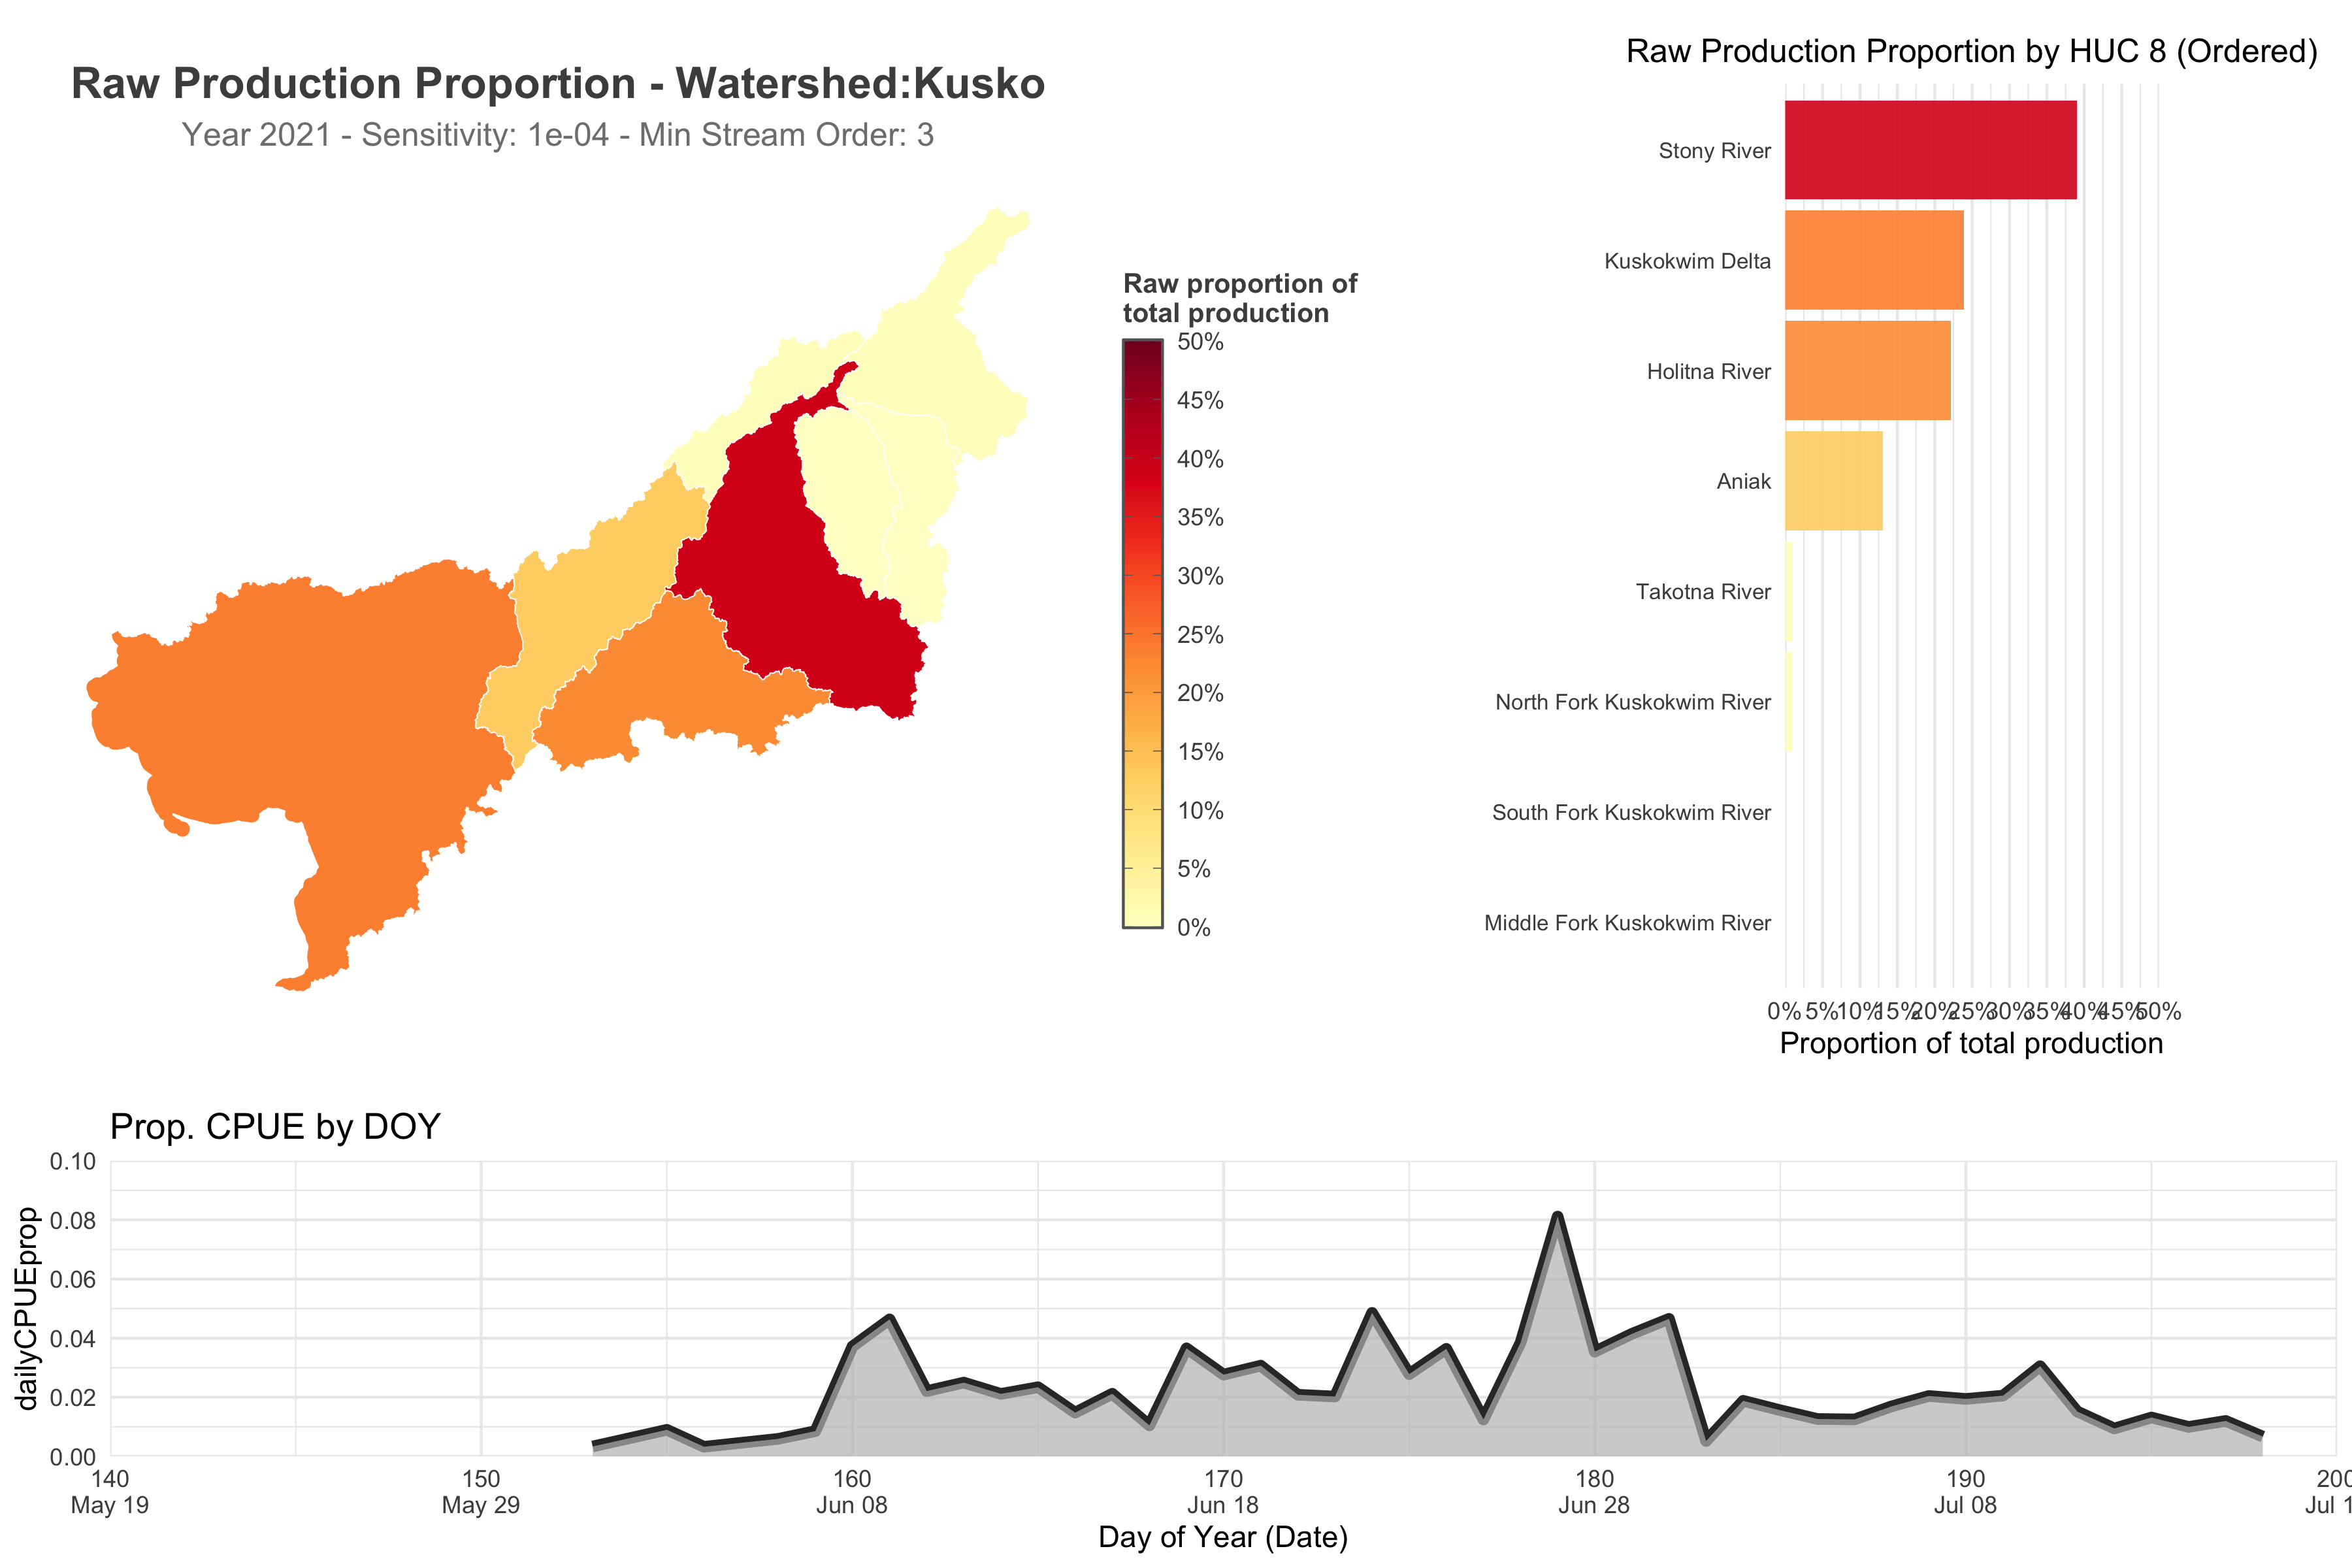 Raw Production Proportion - Watershed:Kusko
Year 2021 - Sensitivity: 1e-04 - Min Stream Order: 3
Raw proportion of
total production
50%
45%
40%
35%
30%
25%
20%
15%
10%
5%
0%
Raw Production Proportion by HUC 8 (Ordered)
Stony River
Kuskokwim Delta
Holitna River
Aniak
Takotna River
North Fork Kuskokwim River
South Fork Kuskokwim River
Middle Fork Kuskokwim River
0% 5% 10% 15% 20% 25% 30% 35% 40% 45% 50%
Proportion of total production
Prop. CPUE by DOY
dailyCPUEprop
0.10
0.08
0.06
0.04
0.02
0.00
140 150 160 170 180 190 200
May 19 May 29 Jun 08 Jun 18 Jun 28 Jul 08 Jul 1
Day of Year (Date)